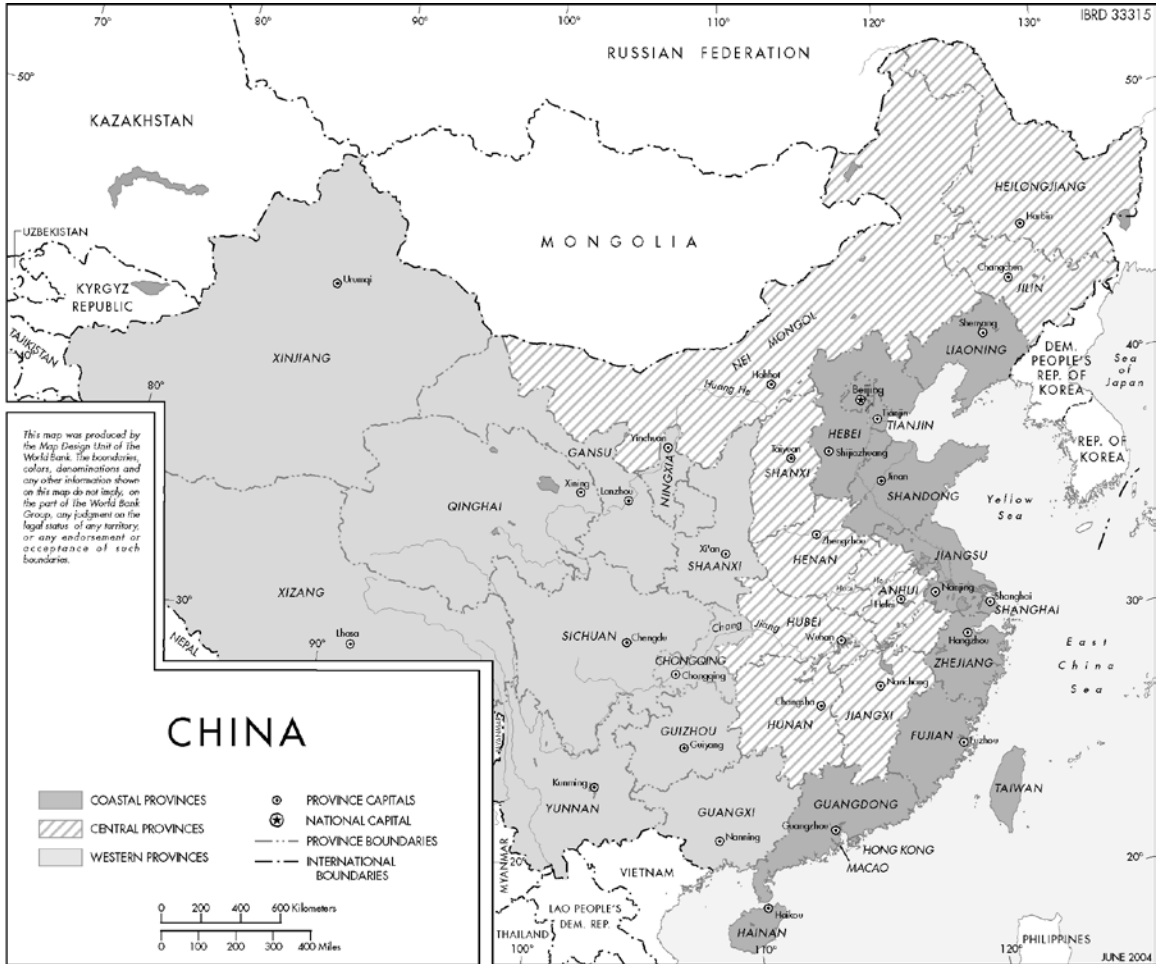 70°
80°
90°
100°
110°
120°
130°
IBRD 33315
RUSSIAN FEDERATION
50°
50°
KAZAKHSTAN
HEILONGJIANG
Harbin
UZBEKISTAN
MONGOLIA
Changchen
JILIN
Urumqi
KYRGYZ
REPUBLIC
TAJIKISTAN
40°
NEI MONGOL
Shenyang
LIAONING
40°
DEM.
PEOPLE'S
REP. OF
KOREA
Sea
of
Japan
XINJIANG
Hohhot
Huang He
Beijing
80°
Tianjin
TIANJIN
HEBEI
This map was produced by
the Map Design Unit of The
World Bank. The boundaries,
colors, denominations and
any other information shown
on this map do not imply, on
the part of The World Bank
Group, any judgment on the
legal status of any territory,
or any endorsement or
acceptance of such
boundaries.
GANSU
Yinchuan
NINGXIA
Taiyuan
SHANXI
Shijiazhuang
REP. OF
KOREA
Xining
Lanzhou
Jinan
SHANDONG
QINGHAI
Yellow
Sea
Xi'an
SHAANXI
Zhengzhou
HENAN
JIANGSU
XIZANG
He
ANHUI
Hefei
Nanjing
Shanghai
SHANGHAI
30°
30°
NEPAL
90°
Lhasa
SICHUAN
Chengdu
Chang Jiang
HUBEI
Wuhan
Hangzhou
ZHEJIANG
East
China
Sea
CHONGQING
Chongqing
Nanchang
Changsha
HUNAN
JIANGXI
CHINA
GUIZHOU
Guiyang
FUJIAN
Fuzhou
Kunming
YUNNAN
TAIWAN
GUANGXI
GUANGDONG
Guangzhou
Nanning
HONG KONG
MACAO
COASTAL PROVINCES
CENTRAL PROVINCES
WESTERN PROVINCES
PROVINCE CAPITALS
NATIONAL CAPITAL
PROVINCE BOUNDARIES
INTERNATIONAL
BOUNDARIES
MYANMAR
20°
20°
VIETNAM
LAO PEOPLE'S
DEM. REP.
Haikou
HAINAN
0 200 400 600 Kilometers
0 100 200 300 400 Miles
THAILAND
100°
110°
120°
PHILIPPINES
JUNE 2004